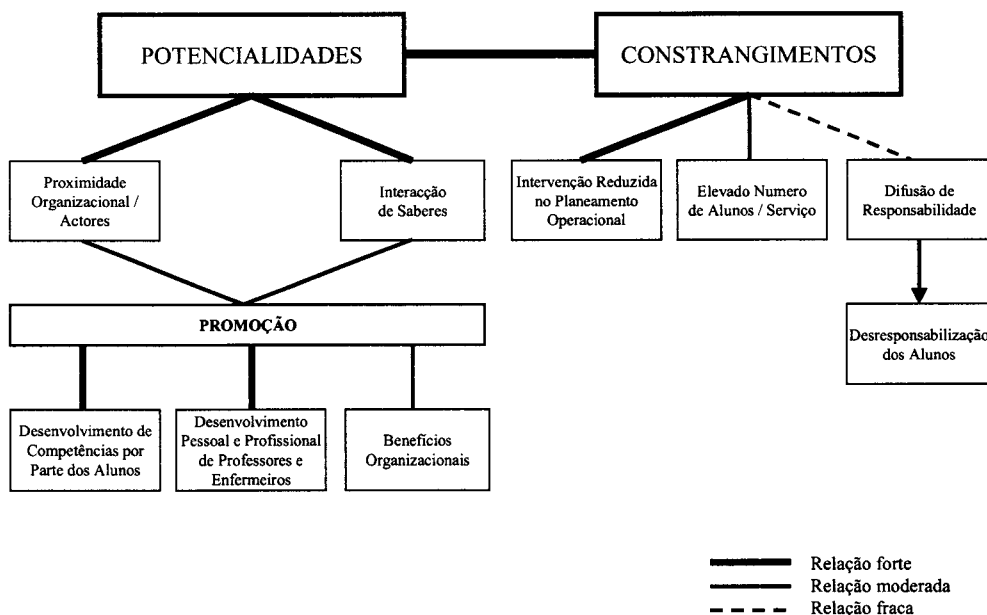 POTENCIALIDADES
CONSTRANGIMENTOS
Proximidade
Organizacional /
Actores
Interacção
de Saberes
Intervenção Reduzida
no Planeamento
Operacional
Elevado Numero
de Alunos / Serviço
Difusão de
Responsabilidade
PROMOÇÃO
Desresponsabilização
dos Alunos
Desenvolvimento de
Competências por
Parte dos Alunos
Desenvolvimento
Pessoal e Profissional
de Professores e
Enfermeiros
Benefícios
Organizacionais
Relação forte
Relação moderada
Relação fraca